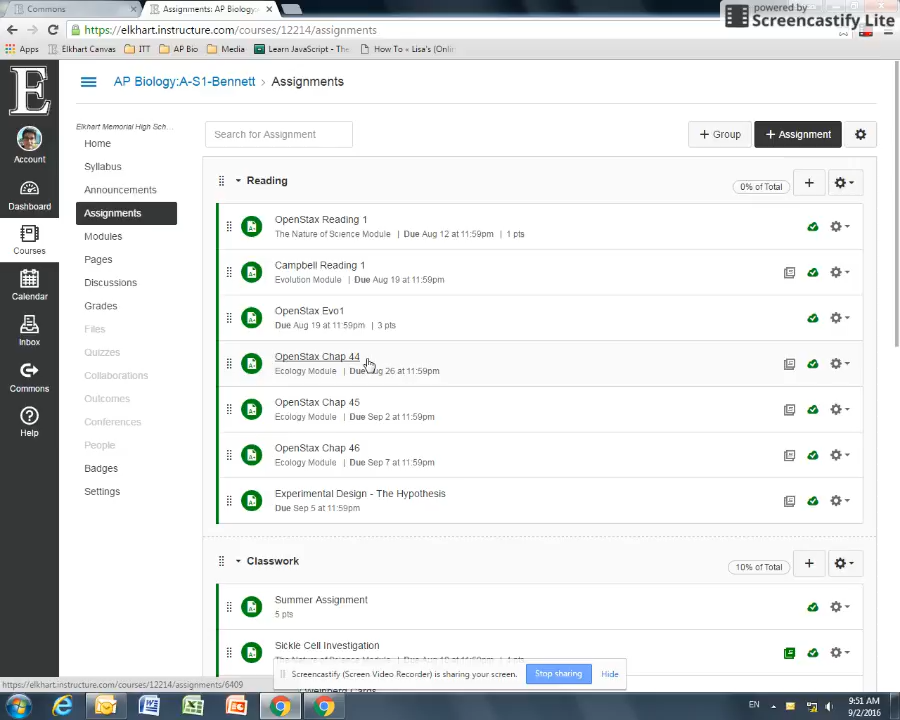 Commons
Assignments: AP Biology:
powered by
Screencastify Lite
https://elkhart.instructure.com/courses/12214/assignments
Apps
Elkhart Canvas
ITT
AP Bio
Media
Learn JavaScript - The
How To « Lisa's (Onli
E
Account
Dashboard
Courses
Calendar
Inbox
Commons
Help
AP Biology:A-S1-Bennett > Assignments
Elkhart Memorial High Sch...
Home
Syllabus
Announcements
Assignments
Modules
Pages
Discussions
Grades
Files
Quizzes
Collaborations
Outcomes
Conferences
People
Badges
Settings
Search for Assignment
+ Group
+ Assignment
Reading
0% of Total
OpenStax Reading 1
The Nature of Science Module | Due Aug 12 at 11:59pm | 1 pts
Campbell Reading 1
Evolution Module | Due Aug 19 at 11:59pm
OpenStax Evo1
Due Aug 19 at 11:59pm | 3 pts
OpenStax Chap 44
Ecology Module | Due Aug 26 at 11:59pm
OpenStax Chap 45
Ecology Module | Due Sep 2 at 11:59pm
OpenStax Chap 46
Ecology Module | Due Sep 7 at 11:59pm
Experimental Design - The Hypothesis
Due Sep 5 at 11:59pm
Classwork
10% of Total
Summer Assignment
5 pts
Sickle Cell Investigation
Screencastify (Screen Video Recorder) is sharing your screen.
Stop sharing
Hide
https://elkhart.instructure.com/courses/12214/assignments/6409
EN
9:51 AM
9/2/2016